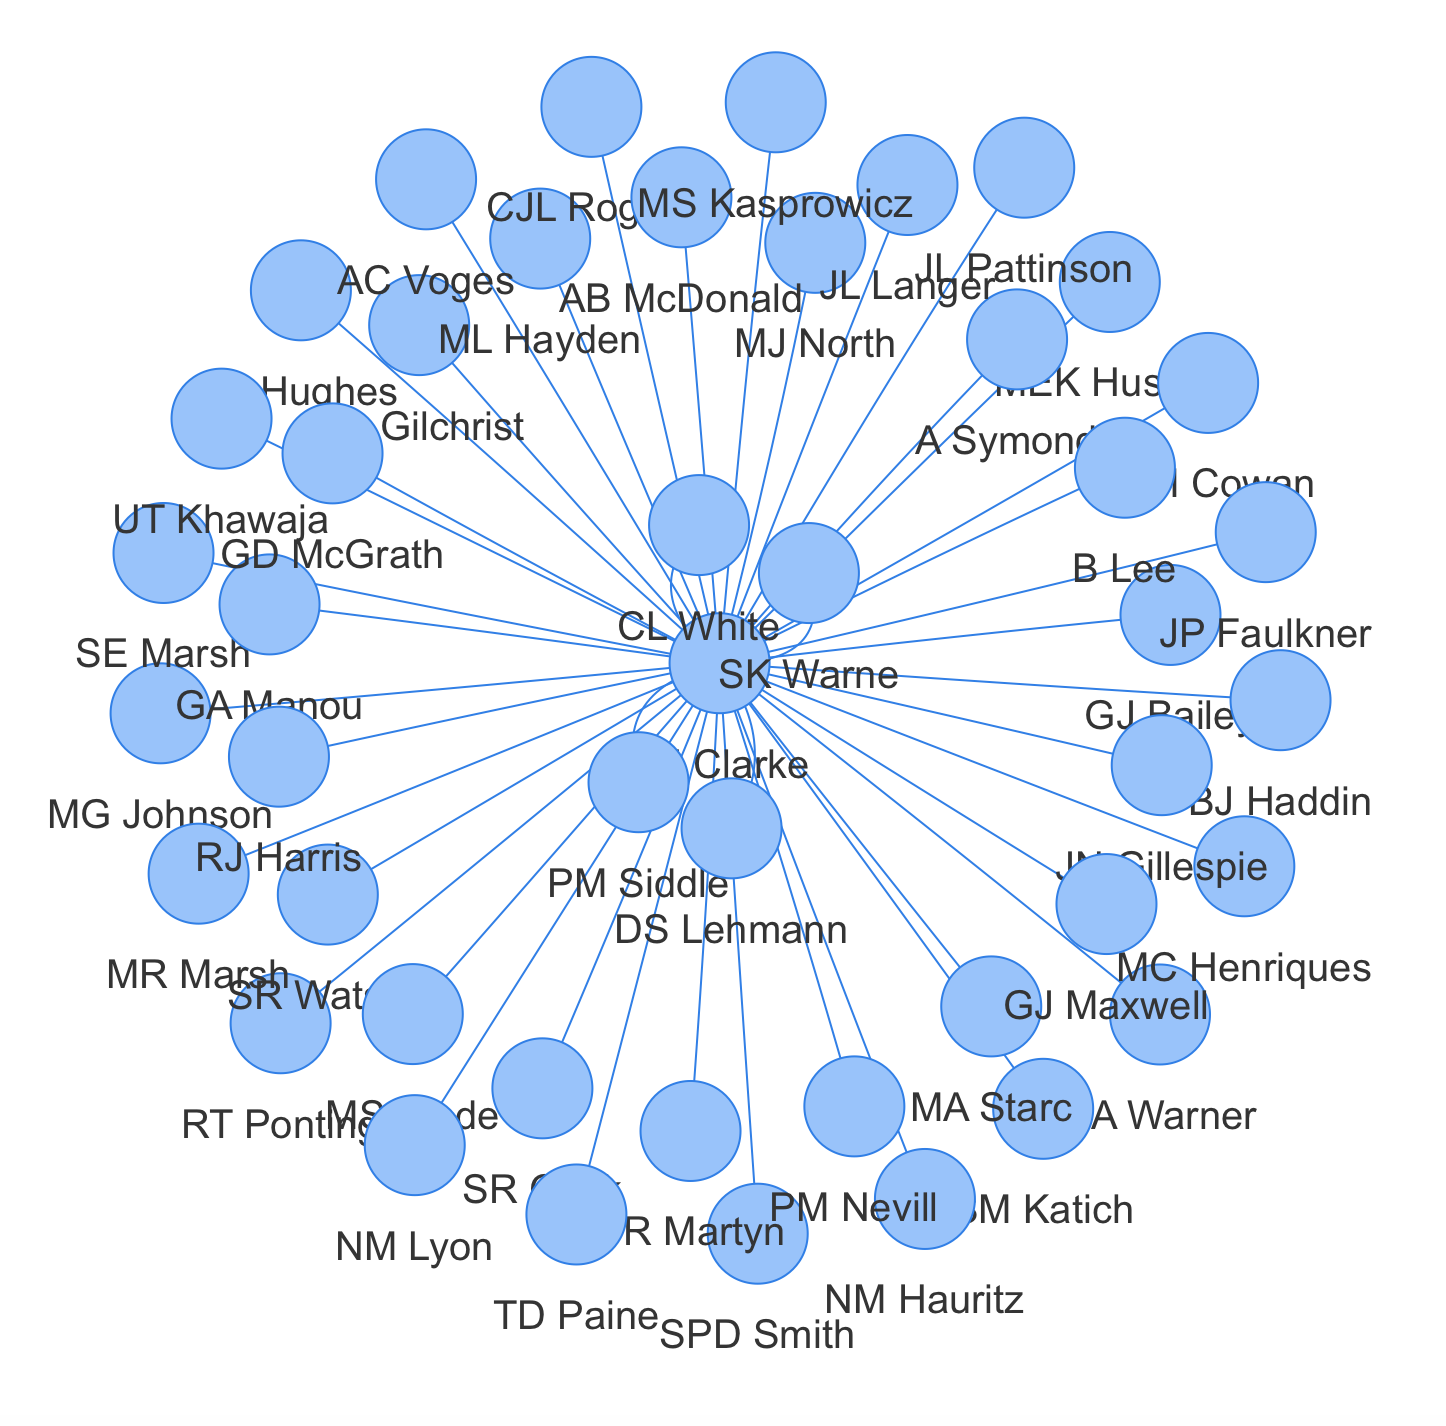 CJL Rog
MS Kasprowicz
AC Voges
AB McDonald
JL Langer
JL Pattinson
ML Hayden
MJ North
Hughes
MEK Hus
Gilchrist
A Symond
Cowan
UT Khawaja
GD McGrath
B Lee
CL White
JP Faulkner
SE Marsh
SK Warne
GA Manou
GJ Bailey
Clarke
BJ Haddin
MG Johnson
RJ Harris
JN Gillespie
PM Siddle
DS Lehmann
MR Marsh
SR Wats
MC Henriques
GJ Maxwell
RT Ponting
MS de
MA Starc
A Warner
SR
NM Lyon
R Martyn
PM Nevill
M Katich
TD Paine
SPD Smith
NM Hauritz